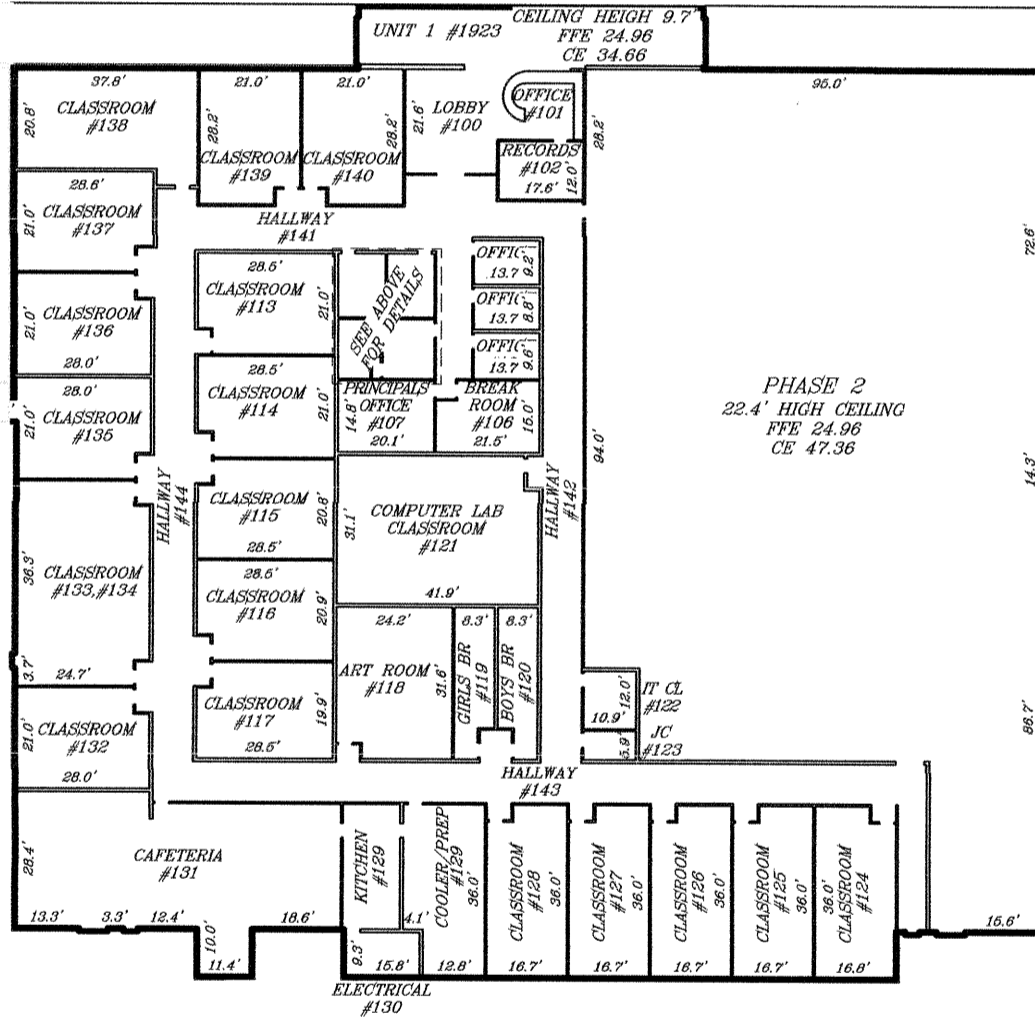 UNIT 1 #1923
CEILING HEIGH 9.7'
FFE 24.96
CE 34.66
37.8'
CLASSROOM
#138
20.8'
21.0'
28.2'
CLASSROOM
#139
21.0'
28.2'
CLASSROOM
#140
21.6'
LOBBY
#100
OFFICE
#101
RECORDS
#102
17.6'
12.0'
28.2'
95.0'
28.6'
21.0'
CLASSROOM
#137
HALLWAY
#141
21.0'
CLASSROOM
#136
28.0'
28.0'
21.0'
CLASSROOM
#135
28.5'
CLASSROOM
#113
21.0'
SEE ABOVE
FOR DETAILS
OFFIC
13.7
9.2'
OFFIC
13.7
8.8'
OFFIC
13.7
9.6'
28.5'
CLASSROOM
#114
21.0'
PRINCIPALS
OFFICE
#107
14.8'
20.1'
BREAK
ROOM
#106
16.0'
21.5'
72.6'
PHASE 2
22.4' HIGH CEILING
FFE 24.96
CE 47.36
94.0'
14.3'
HALLWAY
#144
CLASSROOM
#115
20.8'
28.5'
31.1'
COMPUTER LAB
CLASSROOM
#121
41.9'
HALLWAY
#142
36.3'
CLASSROOM
#133,#134
3.7'
24.7'
28.5'
CLASSROOM
#116
20.9'
24.2'
ART ROOM
#118
31.6'
8.3'
GIRLS BR
#119
8.3'
BOYS BR
#120
CLASSROOM
#117
19.9'
28.5'
21.0'
CLASSROOM
#132
28.0'
12.0'
10.9'
IT CL
#122
5.9'
JC
#123
86.7'
HALLWAY
#143
28.4'
CAFETERIA
#131
13.3'
3.3'
12.4'
10.0'
11.4'
18.6'
KITCHEN
#129
4.1'
9.3'
15.8'
ELECTRICAL
#130
COOLER/PREP
#129
36.0'
12.8'
CLASSROOM
#128
36.0'
16.7'
CLASSROOM
#127
36.0'
16.7'
CLASSROOM
#126
36.0'
16.7'
CLASSROOM
#125
36.0'
16.7'
36.0'
CLASSROOM
#124
16.8'
15.6'